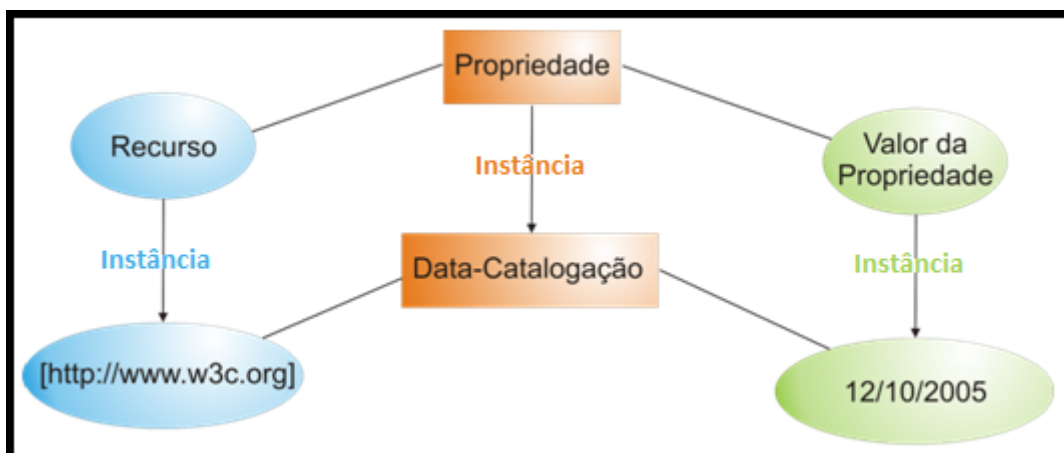 Propriedade
Recurso
Valor da
Propriedade
Instância
Instância
Instância
Data-Catalogação
[http://www.w3c.org]
12/10/2005